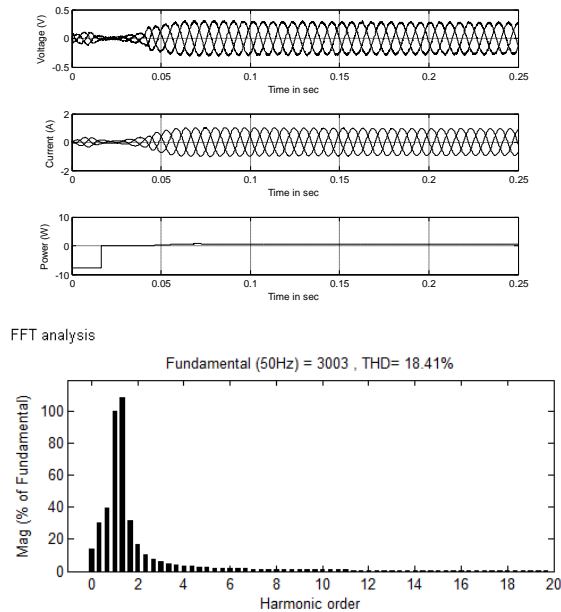 Voltage (V)
0.5
0
-0.5
0 0.05 0.1 0.15 0.2 0.25
Time in sec
Current (A)
2
0
-2
0 0.05 0.1 0.15 0.2 0.25
Time in sec
Power (W)
10
0
-10
0 0.05 0.1 0.15 0.2 0.25
Time in sec
FFT analysis
Fundamental (50Hz) = 3003 , THD= 18.41%
Mag (% of Fundamental)
100
80
60
40
20
0
0 2 4 6 8 10 12 14 16 18 20
Harmonic order